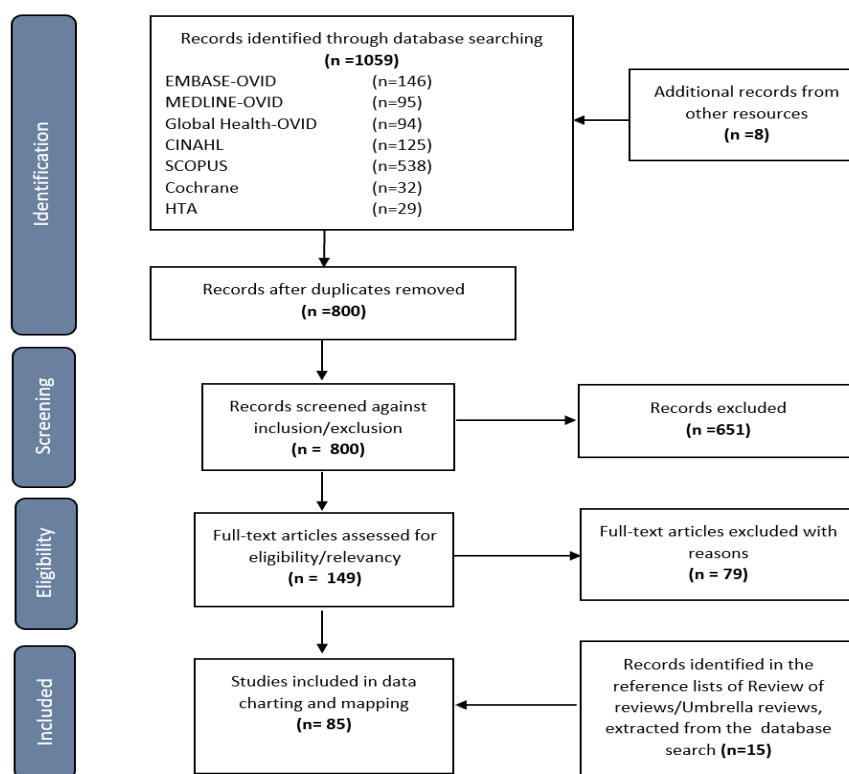 Identification
Records identified through database searching
(n =1059)
EMBASE-OVID (n=146)
MEDLINE-OVID (n=95)
Global Health-OVID (n=94)
CINAHL (n=125)
SCOPUS (n=538)
Cochrane (n=32)
HTA (n=29)
Additional records from
other resources
(n =8)
Records after duplicates removed
(n =800)
Screening
Records screened against
inclusion/exclusion
(n = 800)
Records excluded
(n =651)
Eligibility
Full-text articles assessed for
eligibility/relevancy
(n = 149)
Full-text articles excluded with
reasons
(n = 79)
Included
Studies included in data
charting and mapping
(n= 85)
Records identified in the
reference lists of Review of
reviews/Umbrella reviews,
extracted from the database
search (n=15)